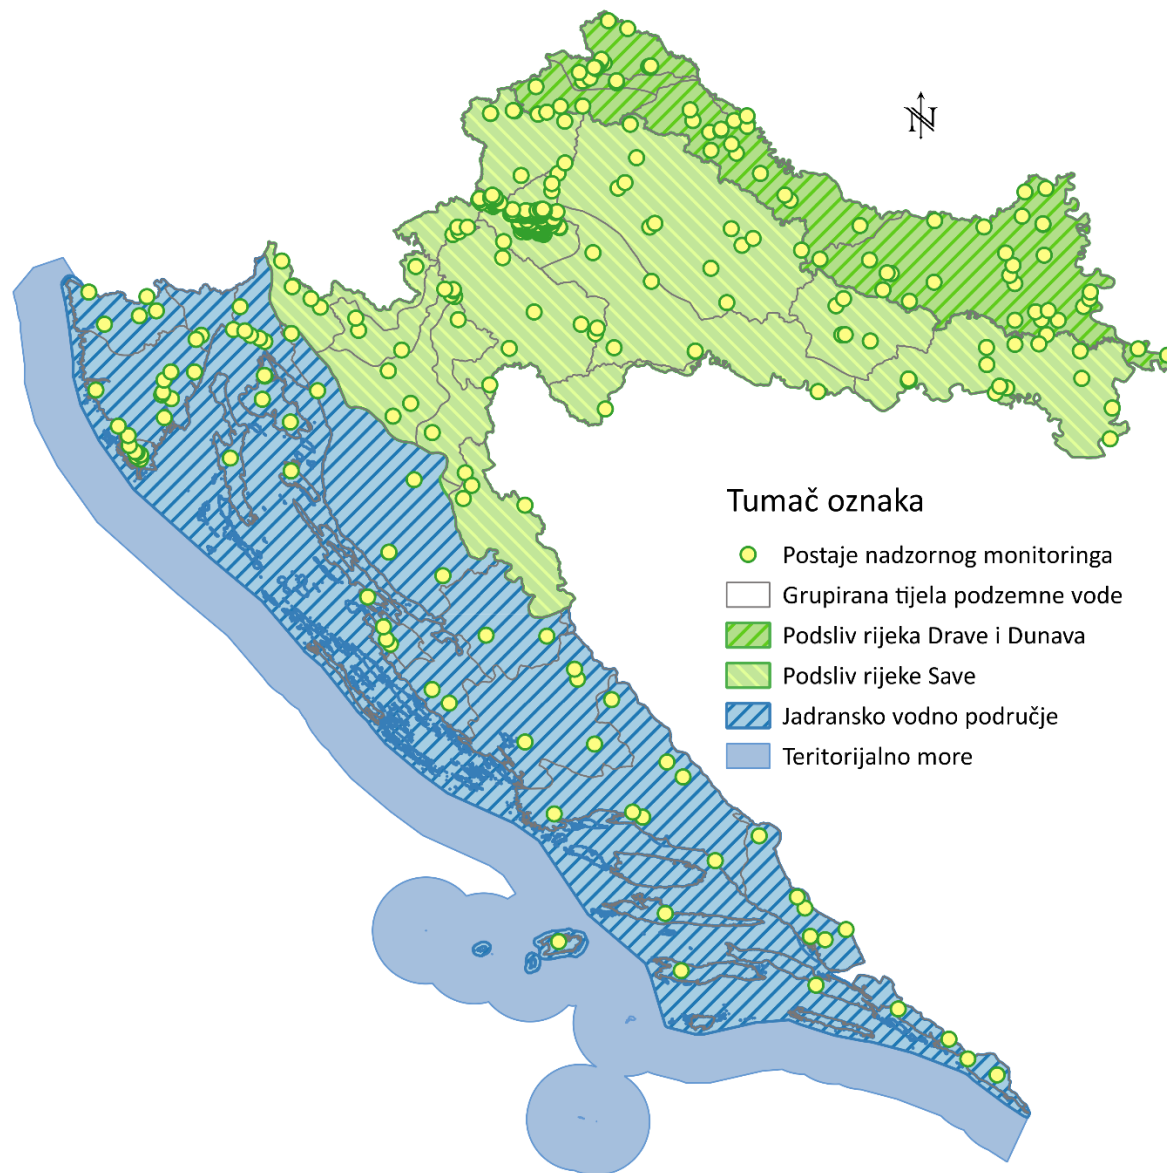 N
Tumač oznaka
Postaje nadzornog monitoringa
Grupirana tijela podzemne vode
Podsliv rijeka Drave i Dunava
Podsliv rijeke Save
Jadransko vodno područje
Teritorijalno more